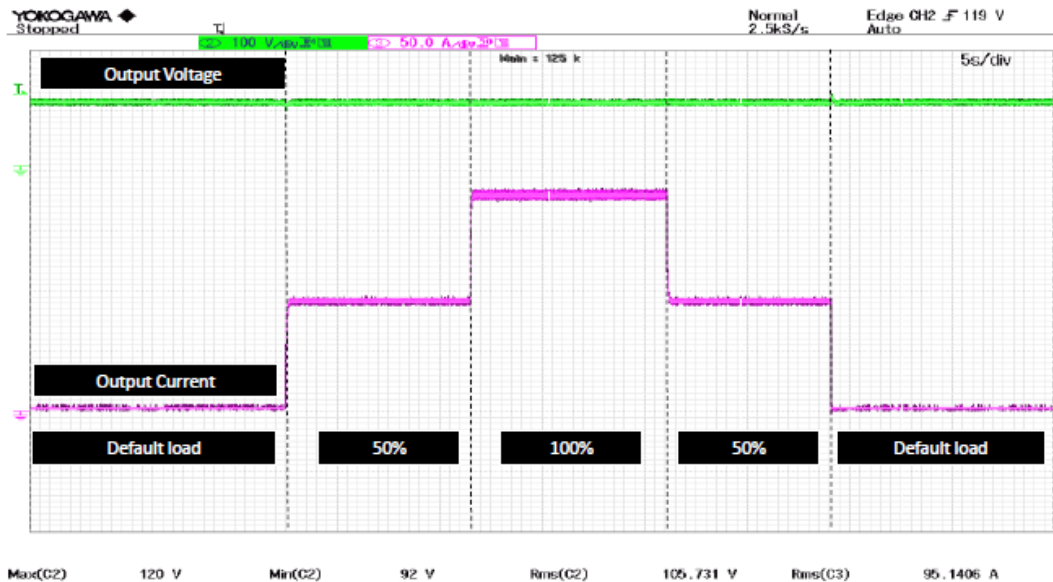 YOKOGAWA ◆ Normal Edge CH2 119 V
Stopped 2.5kS/s Auto
100 V 50.0 A
Main = 125 k 5s/div
Output Voltage
Output Current
Default load 50% 100% 50% Default load
Max(C2) 120 V Min(C2) 92 V Rms(C2) 105.731 V Rms(C3) 95.1406 A